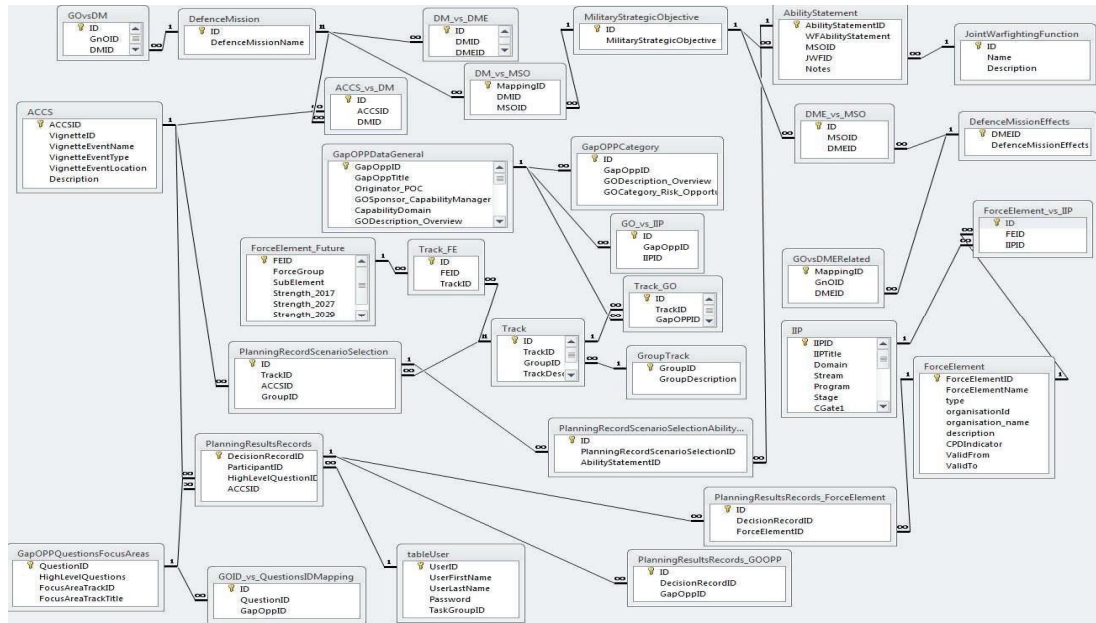 GOvsDM
ID
GnOID
DMID
DefenceMission
ID
DefenceMissionName
DM_vs_DME
ID
DMID
DMEID
MilitaryStrategicObjective
ID
MilitaryStrategicObjective
AbilityStatement
AbilityStatementID
WFAbilityStatement
MSOID
JWFID
Notes
JointWarfightingFunction
ID
Name
Description
DM_vs_MSO
MappingID
DMID
MSOID
ACCS_vs_DM
ID
ACCSID
DMID
ACCS
ACCSID
VignetteID
VignetteEventName
VignetteEventType
VignetteEventLocation
Description
DME_vs_MSO
ID
MSOID
DMEID
DefenceMissionEffects
DMEID
DefenceMissionEffects
GapOPPDataGeneral
GapOppID
GapOppTitle
Originator_POC
GOSponsor_CapabilityManager
CapabilityDomain
GODescription_Overview
GapOPPCategory
ID
GapOppID
GODescription_Overview
GOCategory_Risk_Opportu
GO_vs_IIP
ID
GapOppID
IIPID
ForceElement_vs_IIP
ID
FEID
IIPID
ForceElement_Future
FEID
ForceGroup
SubElement
Strength_2017
Strength_2027
Strength_2029
Track_FE
ID
FEID
TrackID
GOvsDMERelated
MappingID
GnOID
DMEID
Track_GO
ID
TrackID
GapOPPID
Track
ID
TrackID
GroupID
TrackDesc
GroupTrack
GroupID
GroupDescription
IIP
IIPID
IIPTitle
Domain
Stream
Program
Stage
CGate1
ForceElement
ForceElementID
ForceElementName
type
organisationId
organisation_name
description
CPDIndicator
ValidFrom
ValidTo
PlanningRecordScenarioSelection
ID
TrackID
ACCSID
GroupID
PlanningRecordScenarioSelectionAbility...
ID
PlanningRecordScenarioSelectionID
AbilityStatementID
PlanningResultsRecords
DecisionRecordID
ParticipantID
HighLevelQuestionID
ACCSID
PlanningResultsRecords_ForceElement
ID
DecisionRecordID
ForceElementID
GapOPPQuestionsFocusAreas
QuestionID
HighLevelQuestions
FocusAreaTrackID
FocusAreaTrackTitle
GOID_vs_QuestionsIDMapping
ID
QuestionID
GapOppID
tableUser
UserID
UserFirstName
UserLastName
Password
TaskGroupID
PlanningResultsRecords_GOOPP
ID
DecisionRecordID
GapOppID